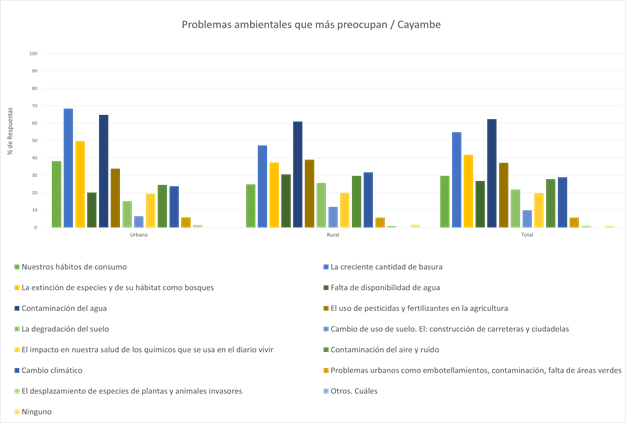 Problemas ambientales que más preocupan / Cayambe
% de Respuestas
100
90
80
70
60
50
40
30
20
10
0
Urbano
Rural
Total
Nuestros hábitos de consumo
La creciente cantidad de basura
La extinción de especies y de su hábitat como bosques
Falta de disponibilidad de agua
Contaminación del agua
El uso de pesticidas y fertilizantes en la agricultura
La degradación del suelo
Cambio de uso de suelo. El: construcción de carreteras y ciudadelas
El impacto en nuestra salud de los químicos que se usa en el diario vivir
Contaminación del aire y ruido
Cambio climático
Problemas urbanos como embotellamientos, contaminación, falta de áreas verdes
El desplazamiento de especies de plantas y animales invasores
Otros. Cuáles
Ninguno